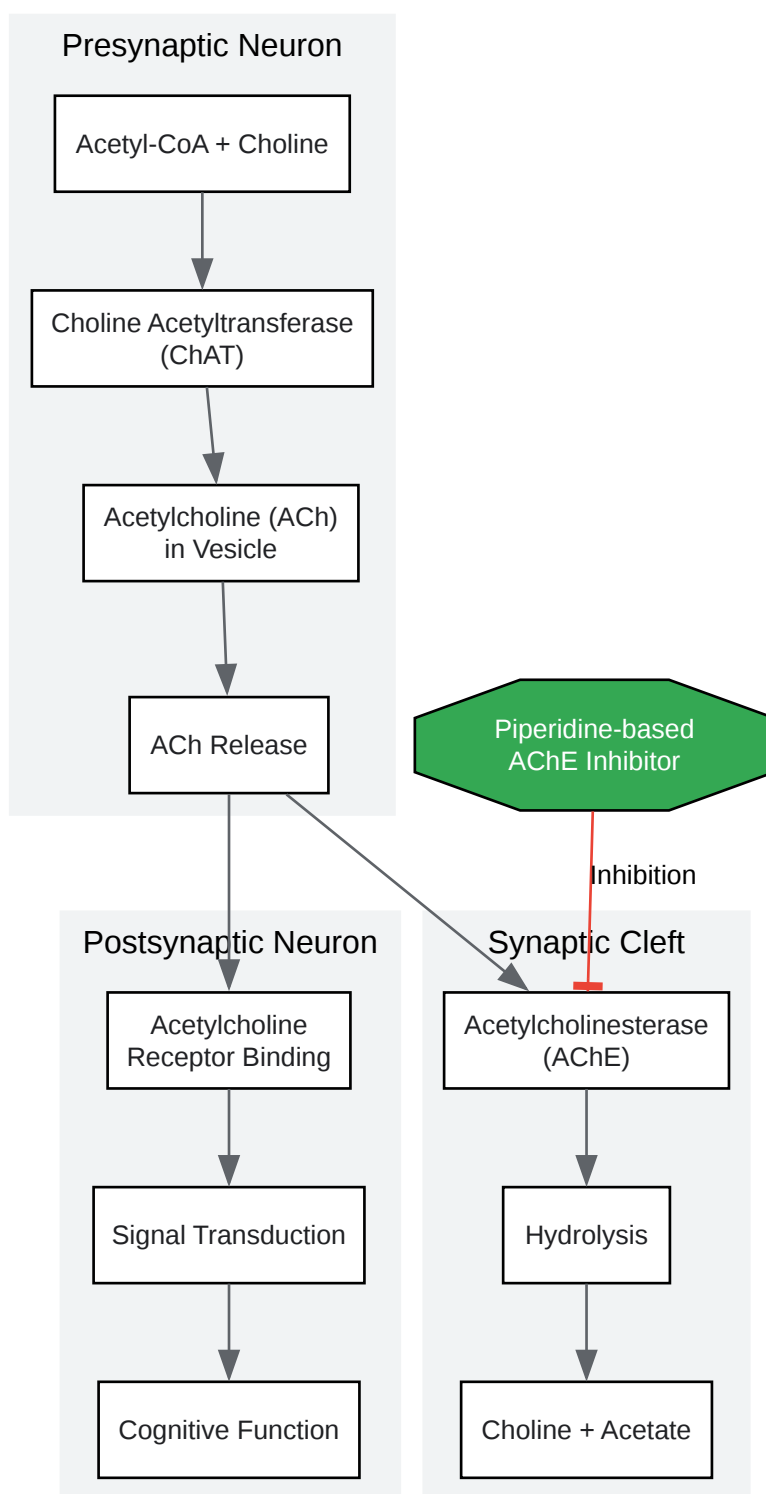 Presynaptic Neuron
Acetyl-CoA + Choline
Choline Acetyltransferase
(ChAT)
Acetylcholine (ACh)
in Vesicle
ACh Release
Piperidine-based
AChE Inhibitor
Inhibition
Postsynaptic Neuron
Acetylcholine
Receptor Binding
Signal Transduction
Cognitive Function
Synaptic Cleft
Acetylcholinesterase
(AChE)
Hydrolysis
Choline + Acetate